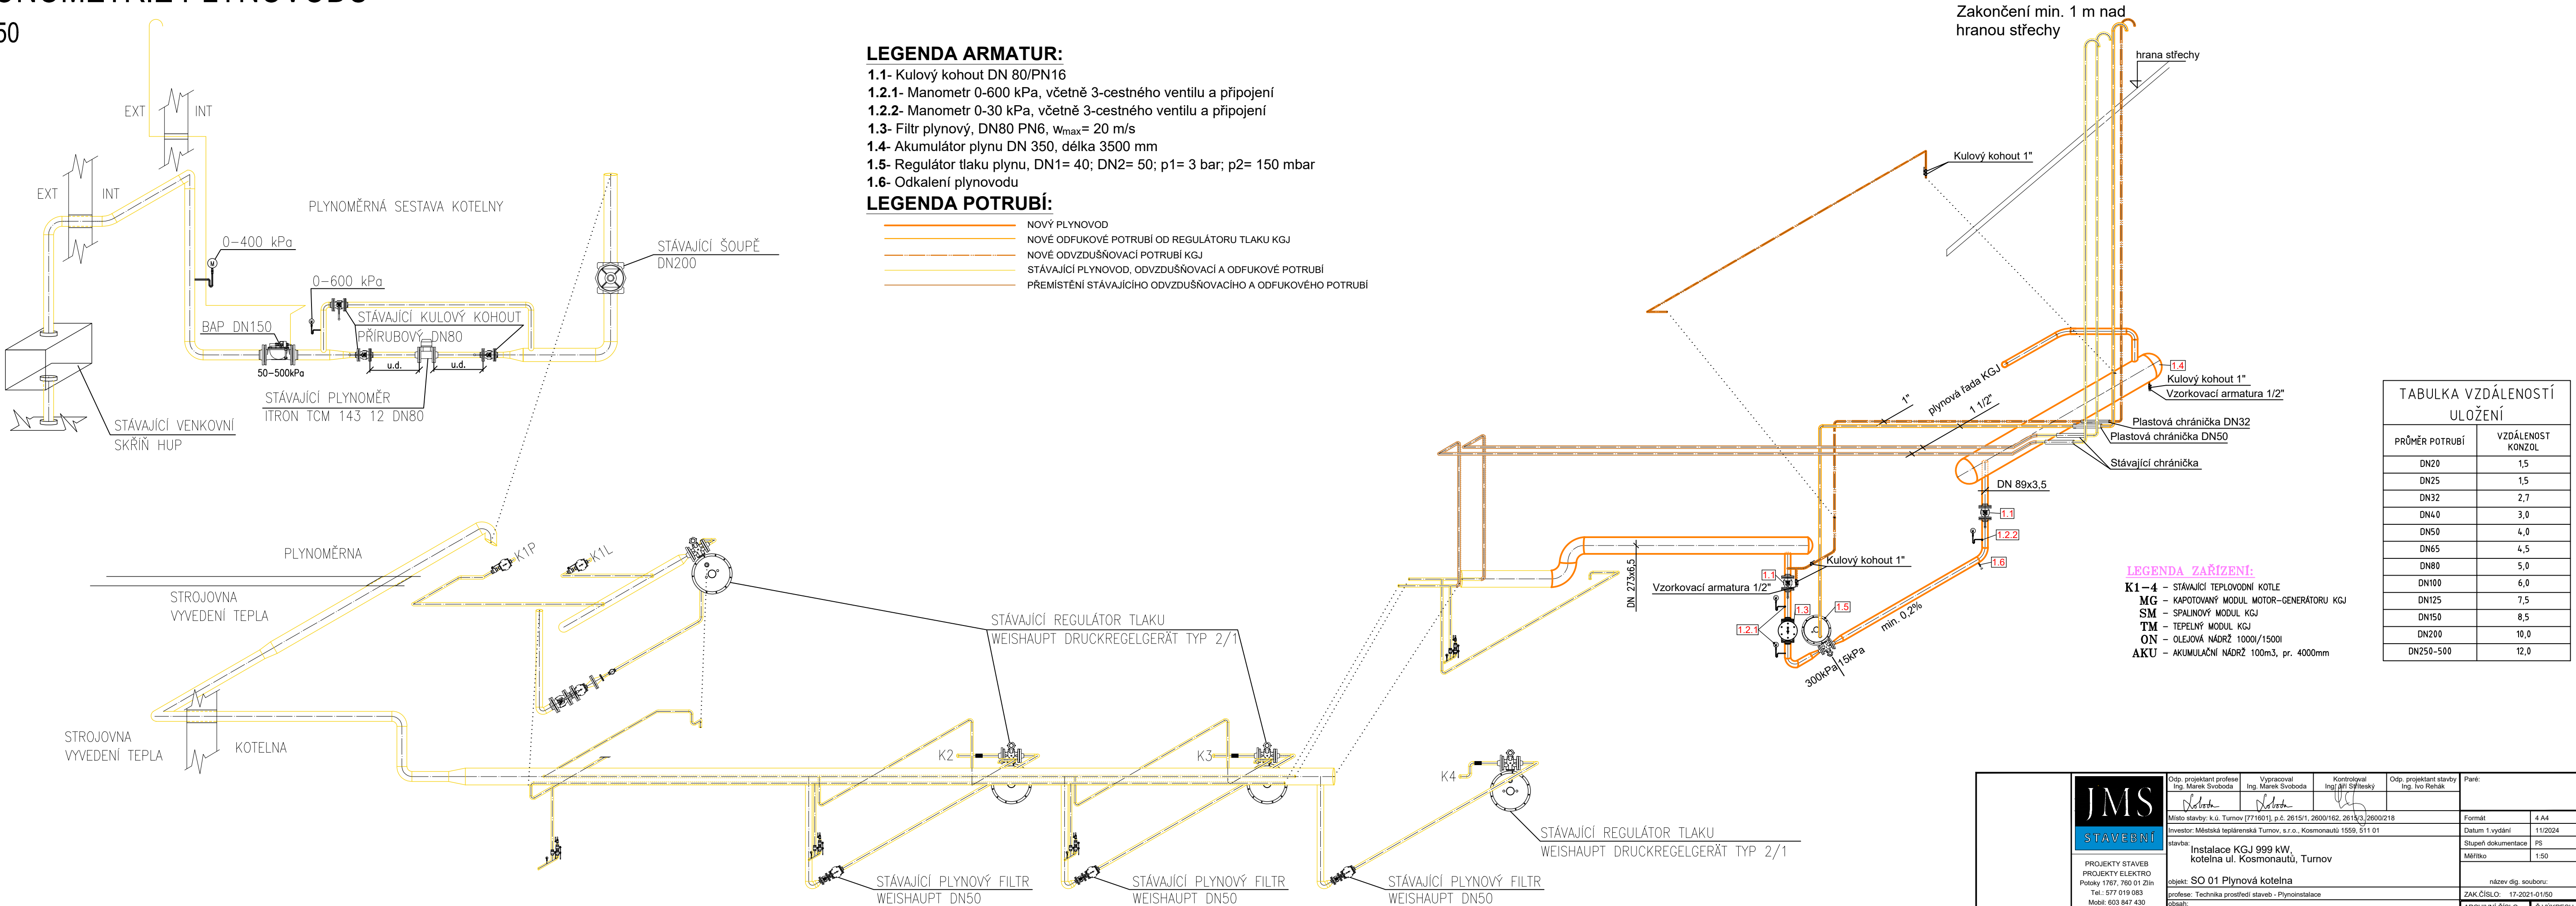 50
EXT
INT
EXT
INT
PLYNOMĚRNÁ SESTAVA KOTELNY
0-400 kPa
M
0-600 kPa
STÁVAJÍCÍ ŠOUPĚ
DN200
BAP DN150
STÁVAJÍCÍ KULOVÝ KOHOUT
PŘÍRUBOVÝ DN80
50-500kPa
u.d.
u.d.
STÁVAJÍCÍ PLYNOMĚR
ITRON TCM 143 12 DN80
STÁVAJÍCÍ VENKOVNÍ
SKŘÍŇ HUP
LEGENDA ARMATUR:
1.1- Kulový kohout DN 80/PN16
1.2.1- Manometr 0-600 kPa, včetně 3-cestného ventilu a připojení
1.2.2- Manometr 0-30 kPa, včetně 3-cestného ventilu a připojení
1.3- Filtr plynový, DN80 PN6, wmax= 20 m/s
1.4- Akumulátor plynu DN 350, délka 3500 mm
1.5- Regulátor tlaku plynu, DN1= 40; DN2= 50; p1= 3 bar; p2= 150 mbar
1.6- Odkalení plynovodu
LEGENDA POTRUBÍ:
NOVÝ PLYNOVOD
NOVÉ ODFUKOVÉ POTRUBÍ OD REGULÁTORU TLAKU KGJ
NOVÉ ODVZDUŠŇOVACÍ POTRUBÍ KGJ
STÁVAJÍCÍ PLYNOVOD, ODVZDUŠŇOVACÍ A ODFUKOVÉ POTRUBÍ
PŘEMÍSTĚNÍ STÁVAJÍCÍHO ODVZDUŠŇOVACÍHO A ODFUKOVÉHO POTRUBÍ
Zakončení min. 1 m nad
hranou střechy
hrana střechy
Kulový kohout 1"
1.4
Kulový kohout 1"
Vzorkovací armatura 1/2"
plynová řada KGJ
1"
1 1/2"
Plastová chránička DN32
Plastová chránička DN50
Stávající chránička
DN 89x3,5
1.1
1.2.2
1.6
DN 273x6,5
Kulový kohout 1"
1.1
Vzorkovací armatura 1/2"
1.3
1.5
1.2.1
min. 0,2%
300kPa
15kPa
TABULKA VZDÁLENOSTÍ
ULOŽENÍ
PRŮMĚR POTRUBÍ
VZDÁLENOST
KONZOL
DN20 1,5
DN25 1,5
DN32 2,7
DN40 3,0
DN50 4,0
DN65 4,5
DN80 5,0
DN100 6,0
DN125 7,5
DN150 8,5
DN200 10,0
DN250-500 12,0
LEGENDA ZAŘÍZENÍ:
K1-4 - STÁVAJÍCÍ TEPLOVODNÍ KOTLE
MG - KAPOTOVANÝ MODUL MOTOR-GENERÁTORU KGJ
SM - SPALINOVÝ MODUL KGJ
TM - TEPELNÝ MODUL KGJ
ON - OLEJOVÁ NÁDRŽ 1000l/1500l
AKU - AKUMULAČNÍ NÁDRŽ 100m3, pr. 4000mm
PLYNOMĚRNA
STROJOVNA
VYVEDENÍ TEPLA
K1P
K1L
STÁVAJÍCÍ REGULÁTOR TLAKU
WEISHAUPT DRUCKREGELGERÄT TYP 2/1
STROJOVNA
VYVEDENÍ TEPLA
KOTELNA
K2
K3
K4
STÁVAJÍCÍ REGULÁTOR TLAKU
WEISHAUPT DRUCKREGELGERÄT TYP 2/1
STÁVAJÍCÍ PLYNOVÝ FILTR
WEISHAUPT DN50
STÁVAJÍCÍ PLYNOVÝ FILTR
WEISHAUPT DN50
STÁVAJÍCÍ PLYNOVÝ FILTR
WEISHAUPT DN50
JMS
STAVEBNÍ
PROJEKTY STAVEB
PROJEKTY ELEKTRO
Potoky 1767, 760 01 Zlín
Tel.: 577 019 083
Mobil: 603 847 430
Odp. projektant profese
Ing. Marek Svoboda
Vypracoval
Ing. Marek Svoboda
Kontroloval
Ing. Jiří Stříteský
Odp. projektant stavby
Ing. Ivo Rehák
Paré:
Místo stavby: k.ú. Turnov [771601], p.č. 2615/1, 2600/162, 2615/3, 2600/218
Investor: Městská teplárenská Turnov, s.r.o., Kosmonautů 1559, 511 01
stavba:
Instalace KGJ 999 kW,
kotelna ul. Kosmonautů, Turnov
objekt: SO 01 Plynová kotelna
profese: Technika prostředí staveb - Plynoinstalace
obsah:
Formát 4 A4
Datum 1.vydání 11/2024
Stupeň dokumentace PS
Měřítko 1:50
název dig. souboru:
ZAK.ČÍSLO: 17-2021-01/50